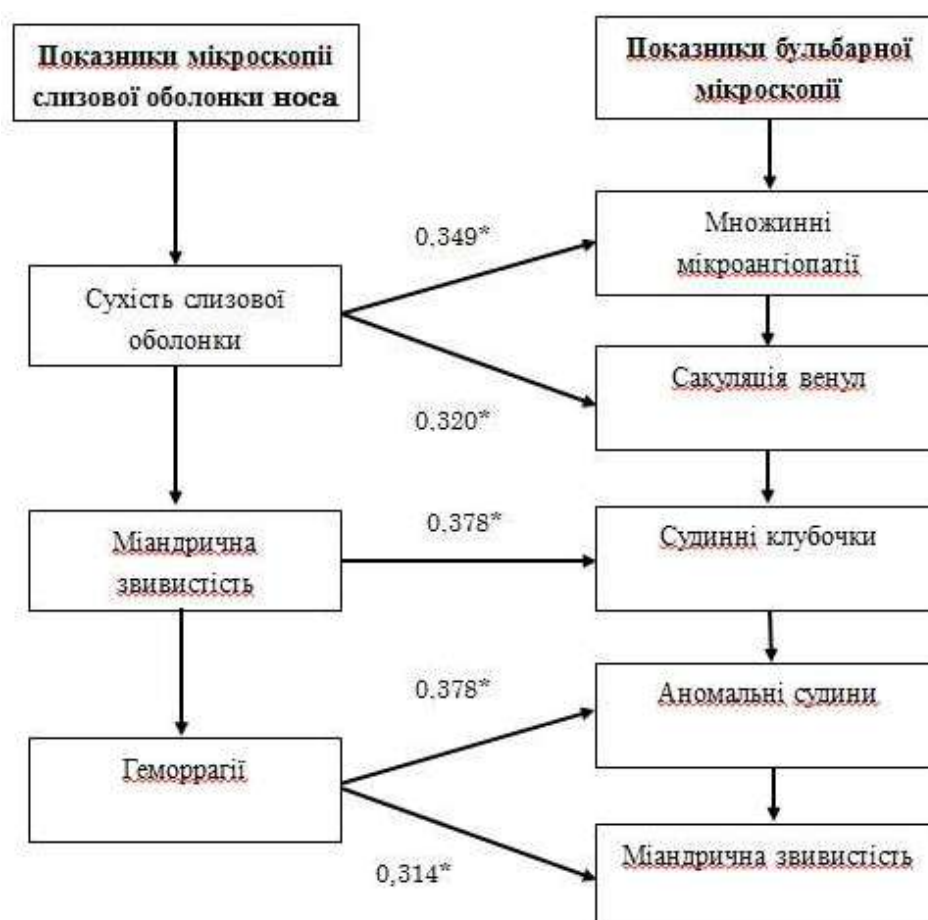 Показники мікроскопії
слизової оболонки носа
Показники бульбарної
мікроскопії
0.349*
Множинні
мікроангіопатії
Сухість слизової
оболонки
Сакуляція венул
0.320*
Міандрична
звивистість
0.378*
Судинні клубочки
0.378*
Аномальні судини
Геморрагії
0,314*
Міандрична звивистість